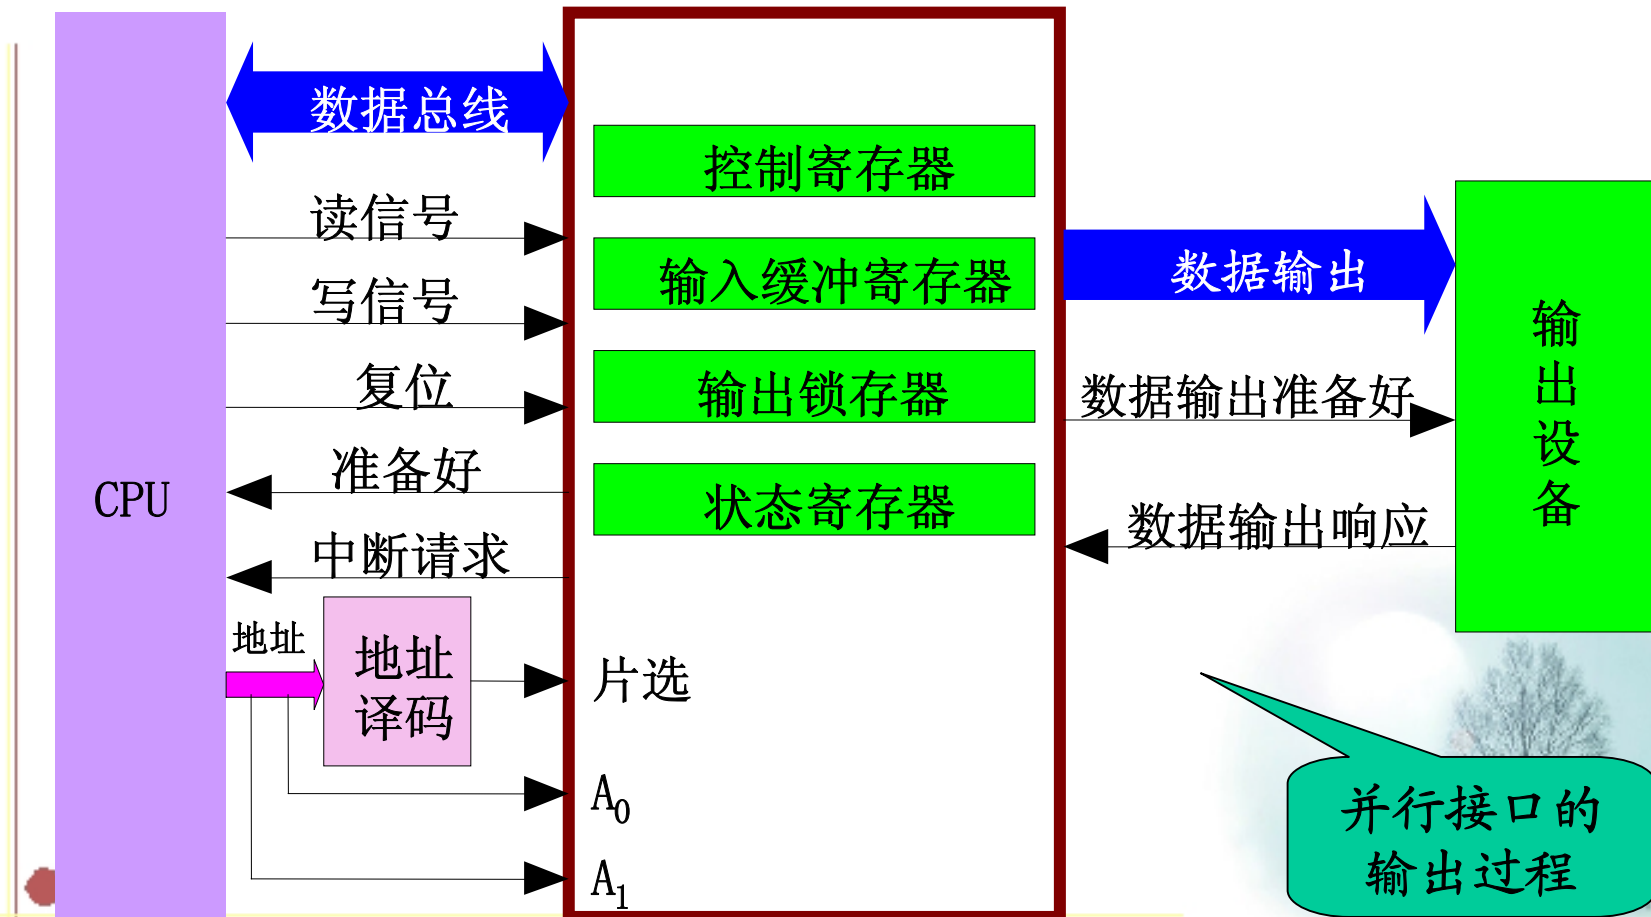 数据总线
读信号
写信号
复位
准备好
中断请求
CPU
地址
地址
译码
控制寄存器
输入缓冲寄存器
输出锁存器
状态寄存器
片选
A₀
A₁
数据输出
数据输出准备好
数据输出响应
输
出
设
备
并行接口的
输出过程